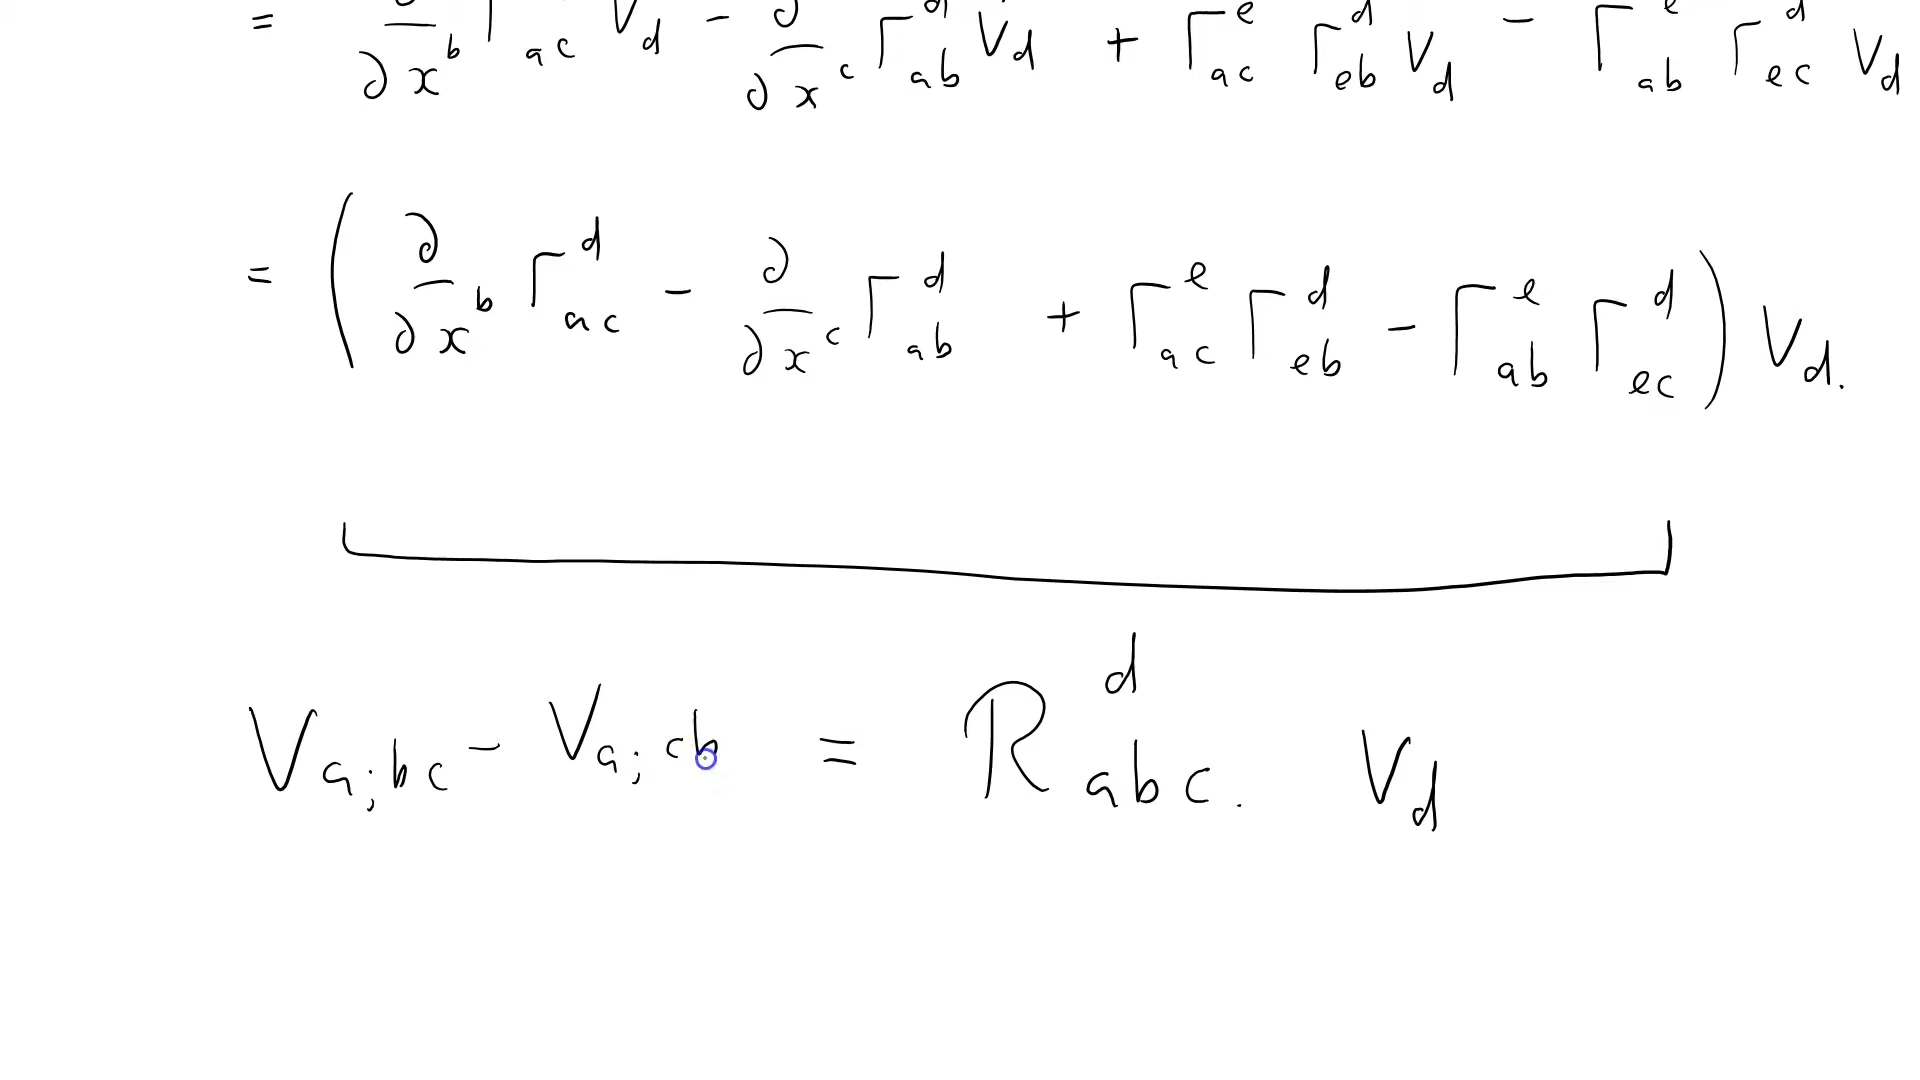 = ∂/∂x^b Γ_ac V_d − ∂/∂x^c Γ^d_ab V_d + Γ^e_ac Γ^d_eb V_d − Γ^e_ab Γ^d_ec V_d
= ( ∂/∂x^b Γ^d_ac − ∂/∂x^c Γ^d_ab + Γ^e_ac Γ^d_eb − Γ^e_ab Γ^d_ec ) V_d.
V_a;bc − V_a;cb = R^d_abc. V_d